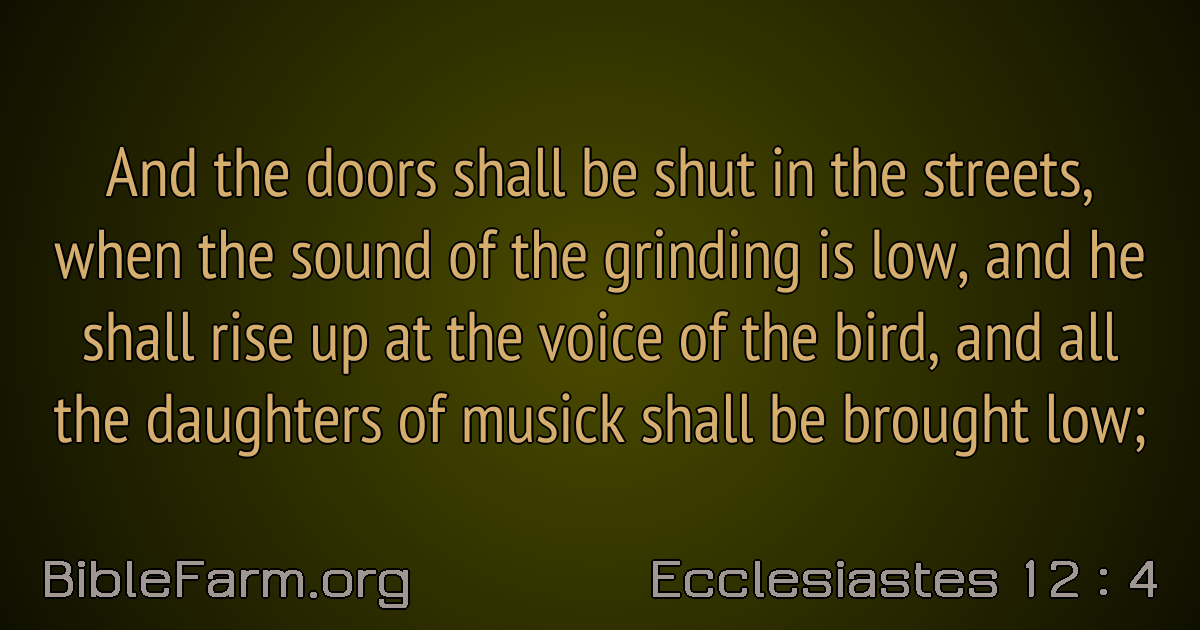 And the doors shall be shut in the streets,
when the sound of the grinding is low, and he
shall rise up at the voice of the bird, and all
the daughters of musick shall be brought low;
BibleFarm.org
Ecclesiastes 12 : 4